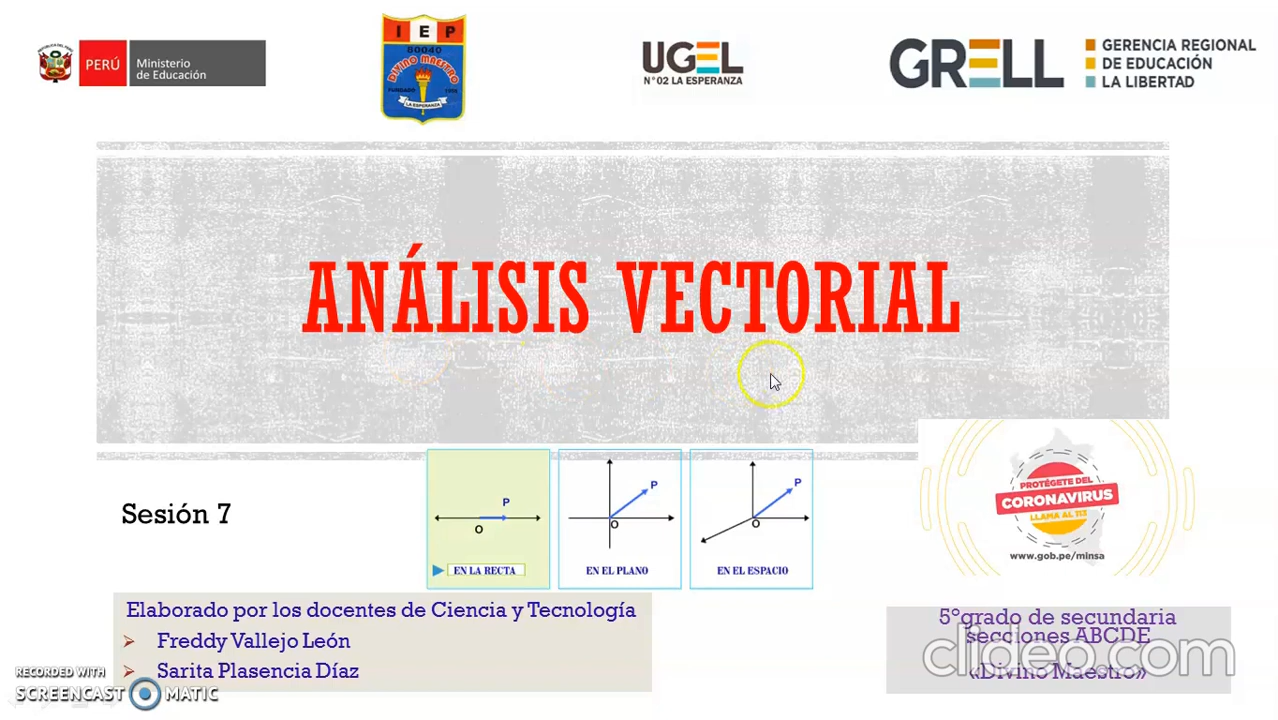 PERÚ
Ministerio
de Educación
IEP
80040
DIVINO MAESTRO
FUNDADO
LA ESPERANZA
UGEL
N°02 LA ESPERANZA
GRELL
GERENCIA REGIONAL
DE EDUCACIÓN
LA LIBERTAD
ANÁLISIS VECTORIAL
Sesión 7
P
O
EN LA RECTA
P
O
EN EL PLANO
P
O
EN EL ESPACIO
PROTÉGETE DEL
CORONAVIRUS
LLAMA AL 113
www.gob.pe/minsa
Elaborado por los docentes de Ciencia y Tecnología
Freddy Vallejo León
Sarita Plasencia Díaz
5°grado de secundaria
secciones ABCDE
«Divino Maestro»
clideo.com
RECORDED WITH
SCREENCAST MATIC